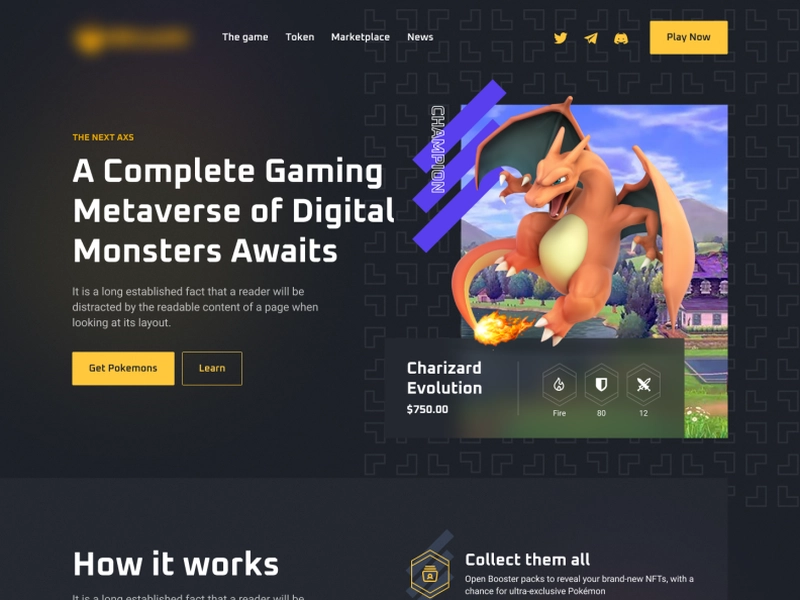 The game
Token
Marketplace
News
Play Now
THE NEXT AXS
A Complete Gaming
Metaverse of Digital
Monsters Awaits
It is a long established fact that a reader will be
distracted by the readable content of a page when
looking at its layout.
Get Pokemons
Learn
CHAMPION
Charizard
Evolution
$750.00
Fire
80
12
How it works
It is a long established fact that a reader will be
Collect them all
Open Booster packs to reveal your brand-new NFTs, with a
chance for ultra-exclusive Pokémon